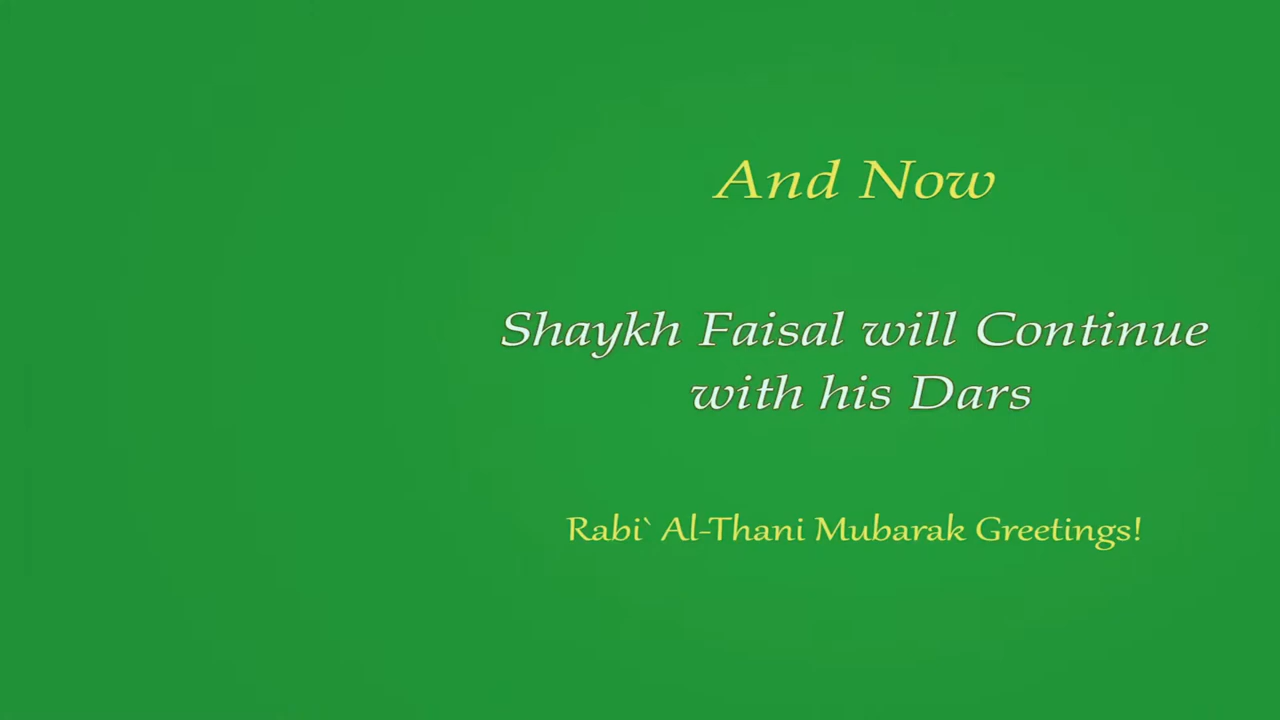 And Now
Shaykh Faisal will Continue
with his Dars
Rabi` Al-Thani Mubarak Greetings!